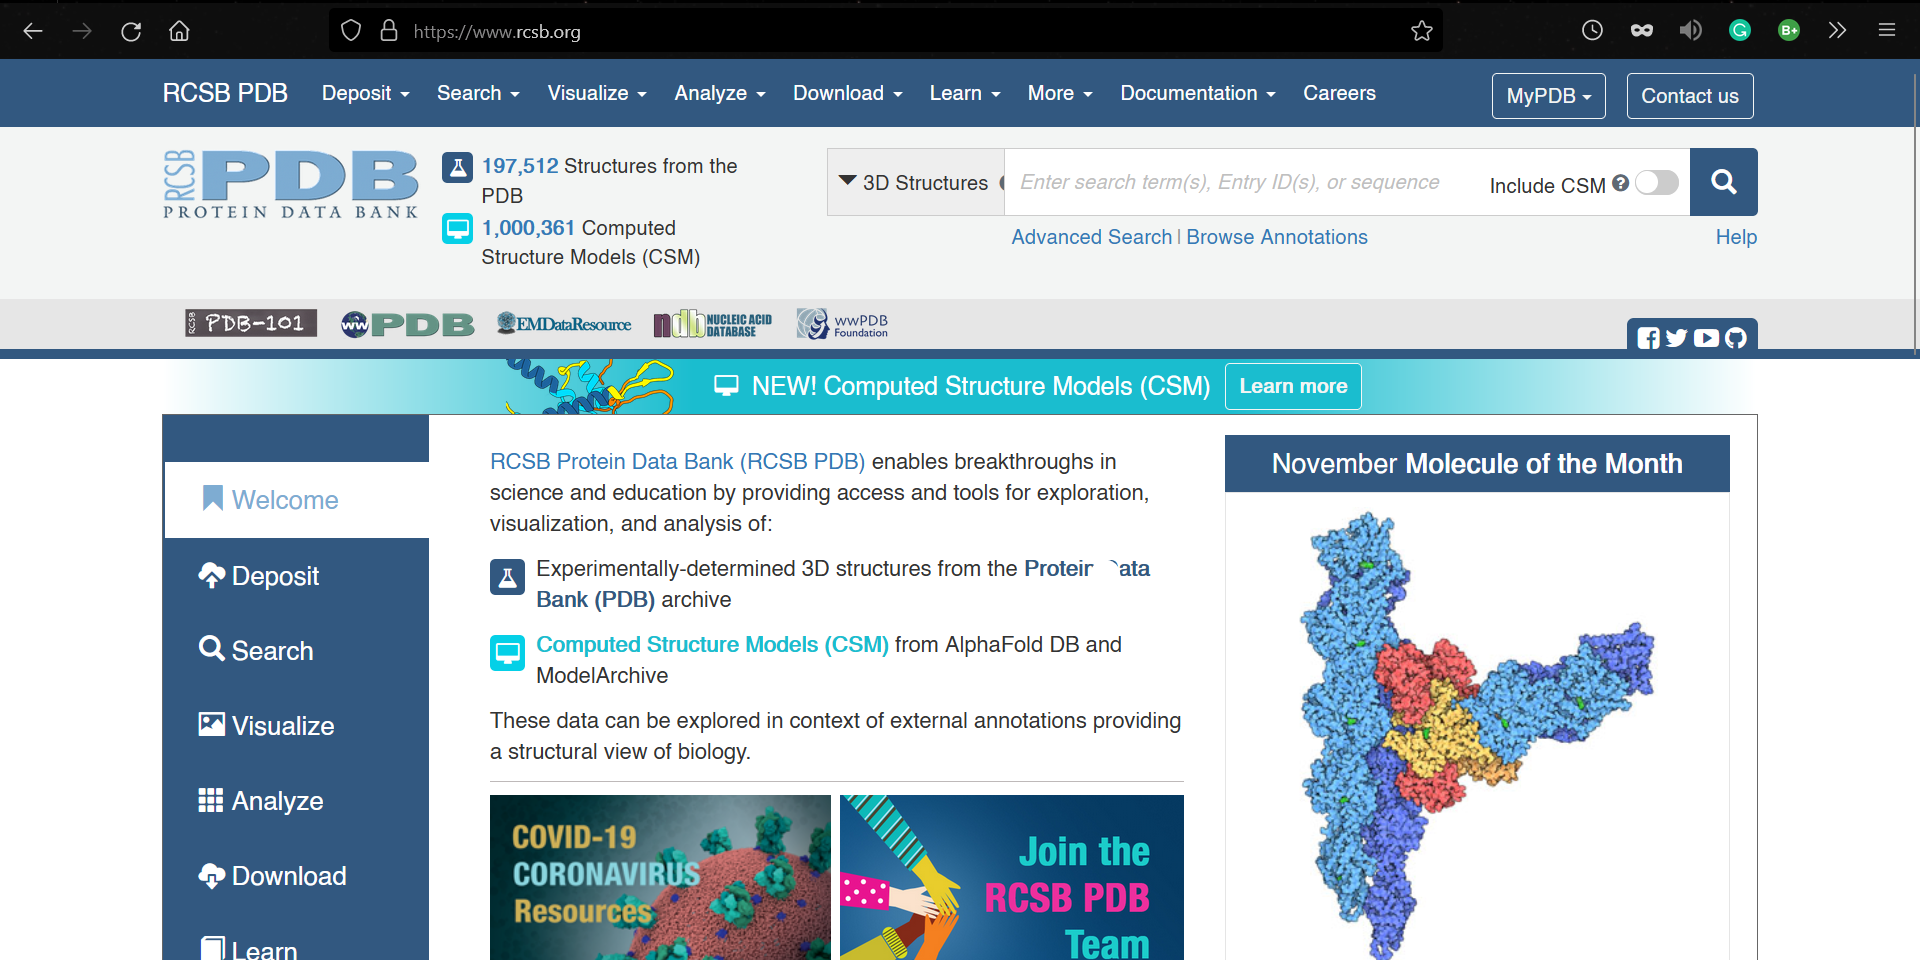 https://www.rcsb.org
RCSB PDB Deposit Search Visualize Analyze Download Learn More Documentation Careers MyPDB Contact us
RCSB PDB
PROTEIN DATA BANK
197,512 Structures from the
PDB
1,000,361 Computed
Structure Models (CSM)
3D Structures Enter search term(s), Entry ID(s), or sequence Include CSM
Advanced Search | Browse Annotations Help
RCSB PDB-101 wwPDB EMDataResource ndb NUCLEIC ACID DATABASE wwPDB Foundation
NEW! Computed Structure Models (CSM) Learn more
Welcome
Deposit
Search
Visualize
Analyze
Download
Learn
RCSB Protein Data Bank (RCSB PDB) enables breakthroughs in
science and education by providing access and tools for exploration,
visualization, and analysis of:
Experimentally-determined 3D structures from the
Bank (PDB) archive
Computed Structure Models (CSM) from AlphaFold DB and
ModelArchive
These data can be explored in context of external annotations providing
a structural view of biology.
COVID-19
CORONAVIRUS
Resources
Join the
RCSB PDB
Team
November Molecule of the Month